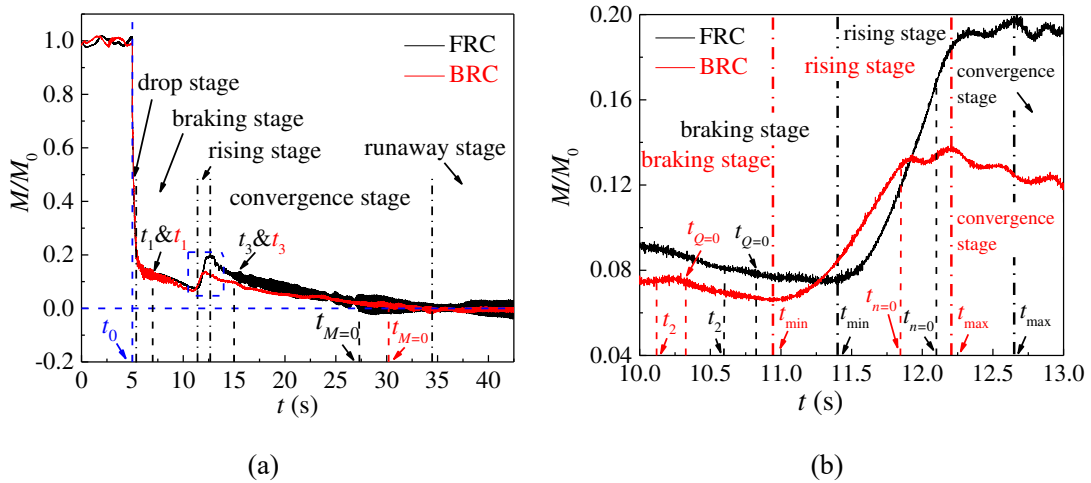 FRC
BRC
drop stage
braking stage
rising stage
runaway stage
convergence stage
t1&t1
t3&t3
t0
tM=0
tM=0
M/M0
1.0
0.8
0.6
0.4
0.2
0.0
-0.2
0 5 10 15 20 25 30 35 40
t (s)
(a)
FRC
BRC
rising stage
rising stage
convergence
stage
braking stage
braking stage
convergence
stage
tQ=0
tQ=0
t2
t2
tmin
tmin
tn=0
tn=0
tmax
tmax
M/M0
0.20
0.16
0.12
0.08
0.04
10.0 10.5 11.0 11.5 12.0 12.5 13.0
t (s)
(b)